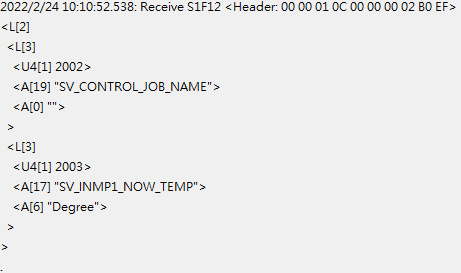 2022/2/24 10:10:52.538: Receive S1F12 <Header: 00 00 01 0C 00 00 00 02 B0 EF>
<L[2]
<L[3]
<U4[1] 2002>
<A[19] "SV_CONTROL_JOB_NAME">
<A[0] "">
>
<L[3]
<U4[1] 2003>
<A[17] "SV_INMP1_NOW_TEMP">
<A[6] "Degree">
>
>
.